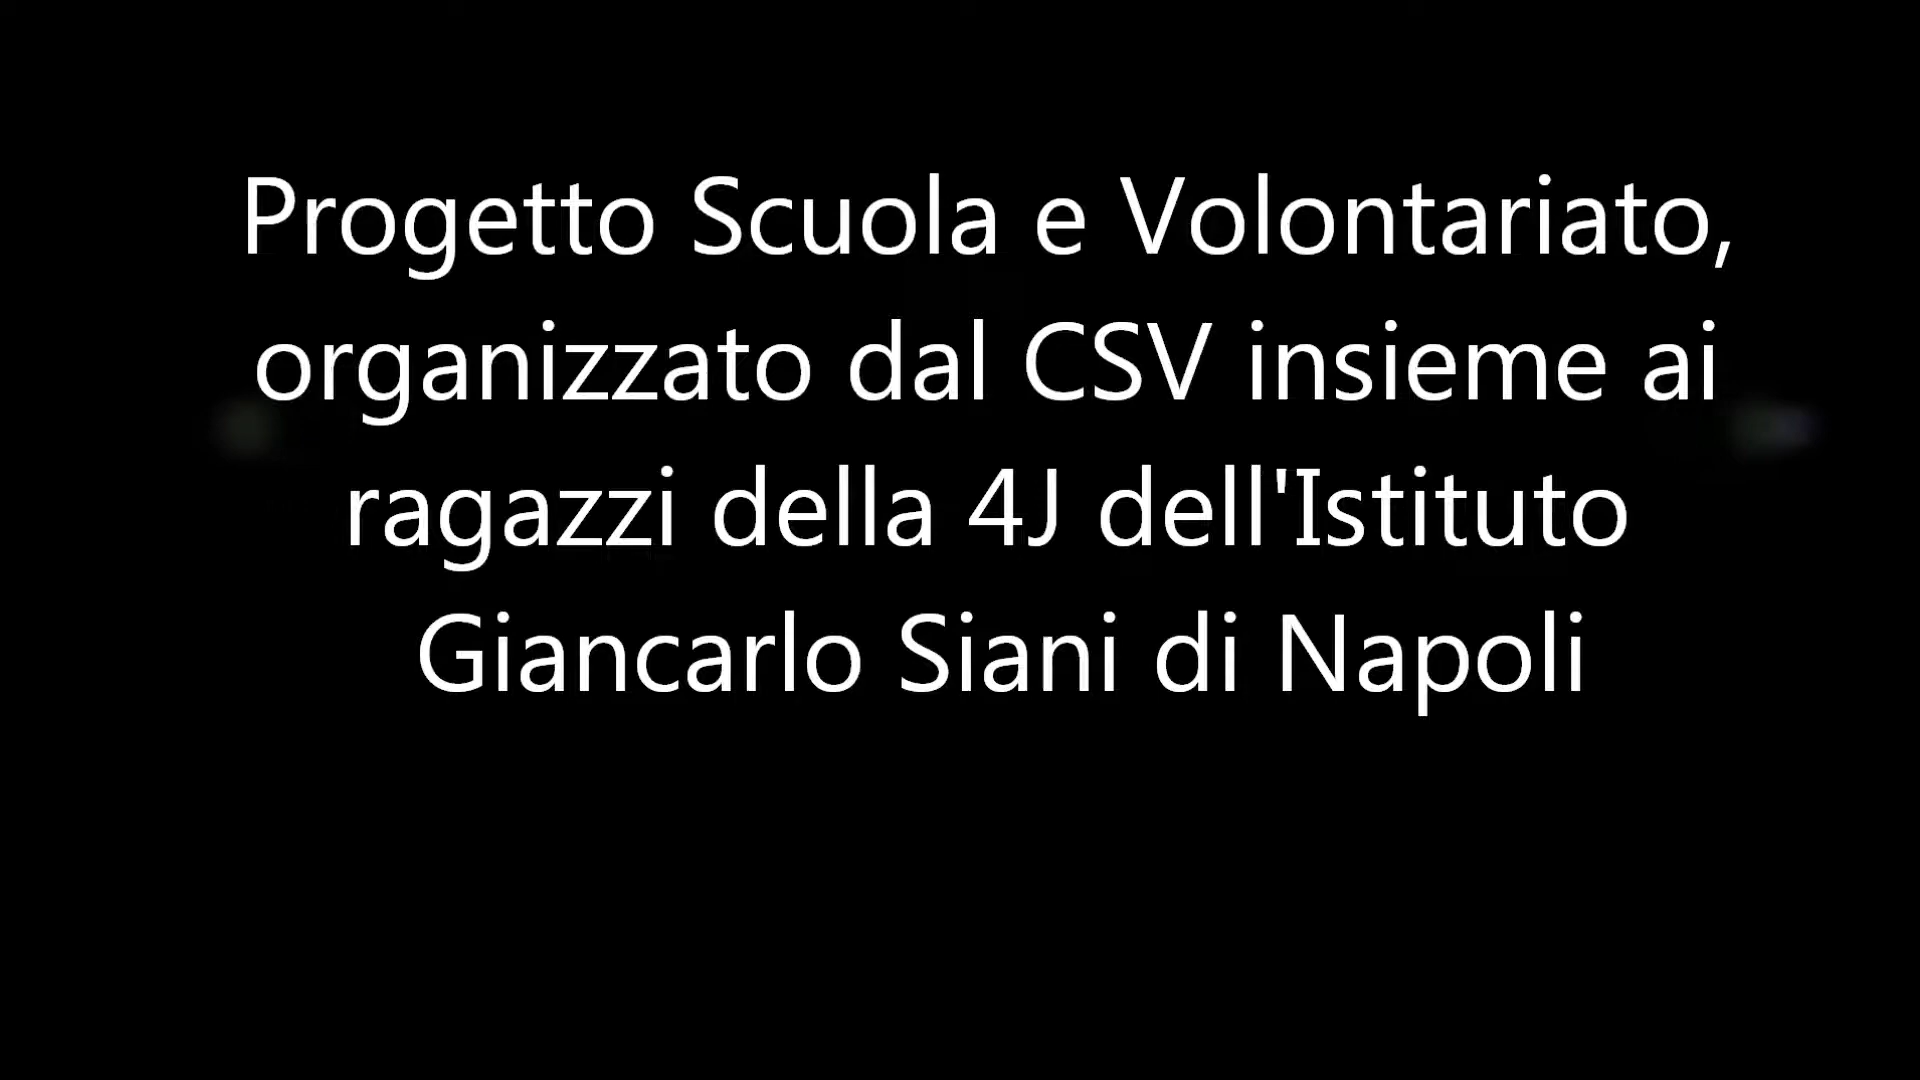 Progetto Scuola e Volontariato,
organizzato dal CSV insieme ai
ragazzi della 4J dell'Istituto
Giancarlo Siani di Napoli